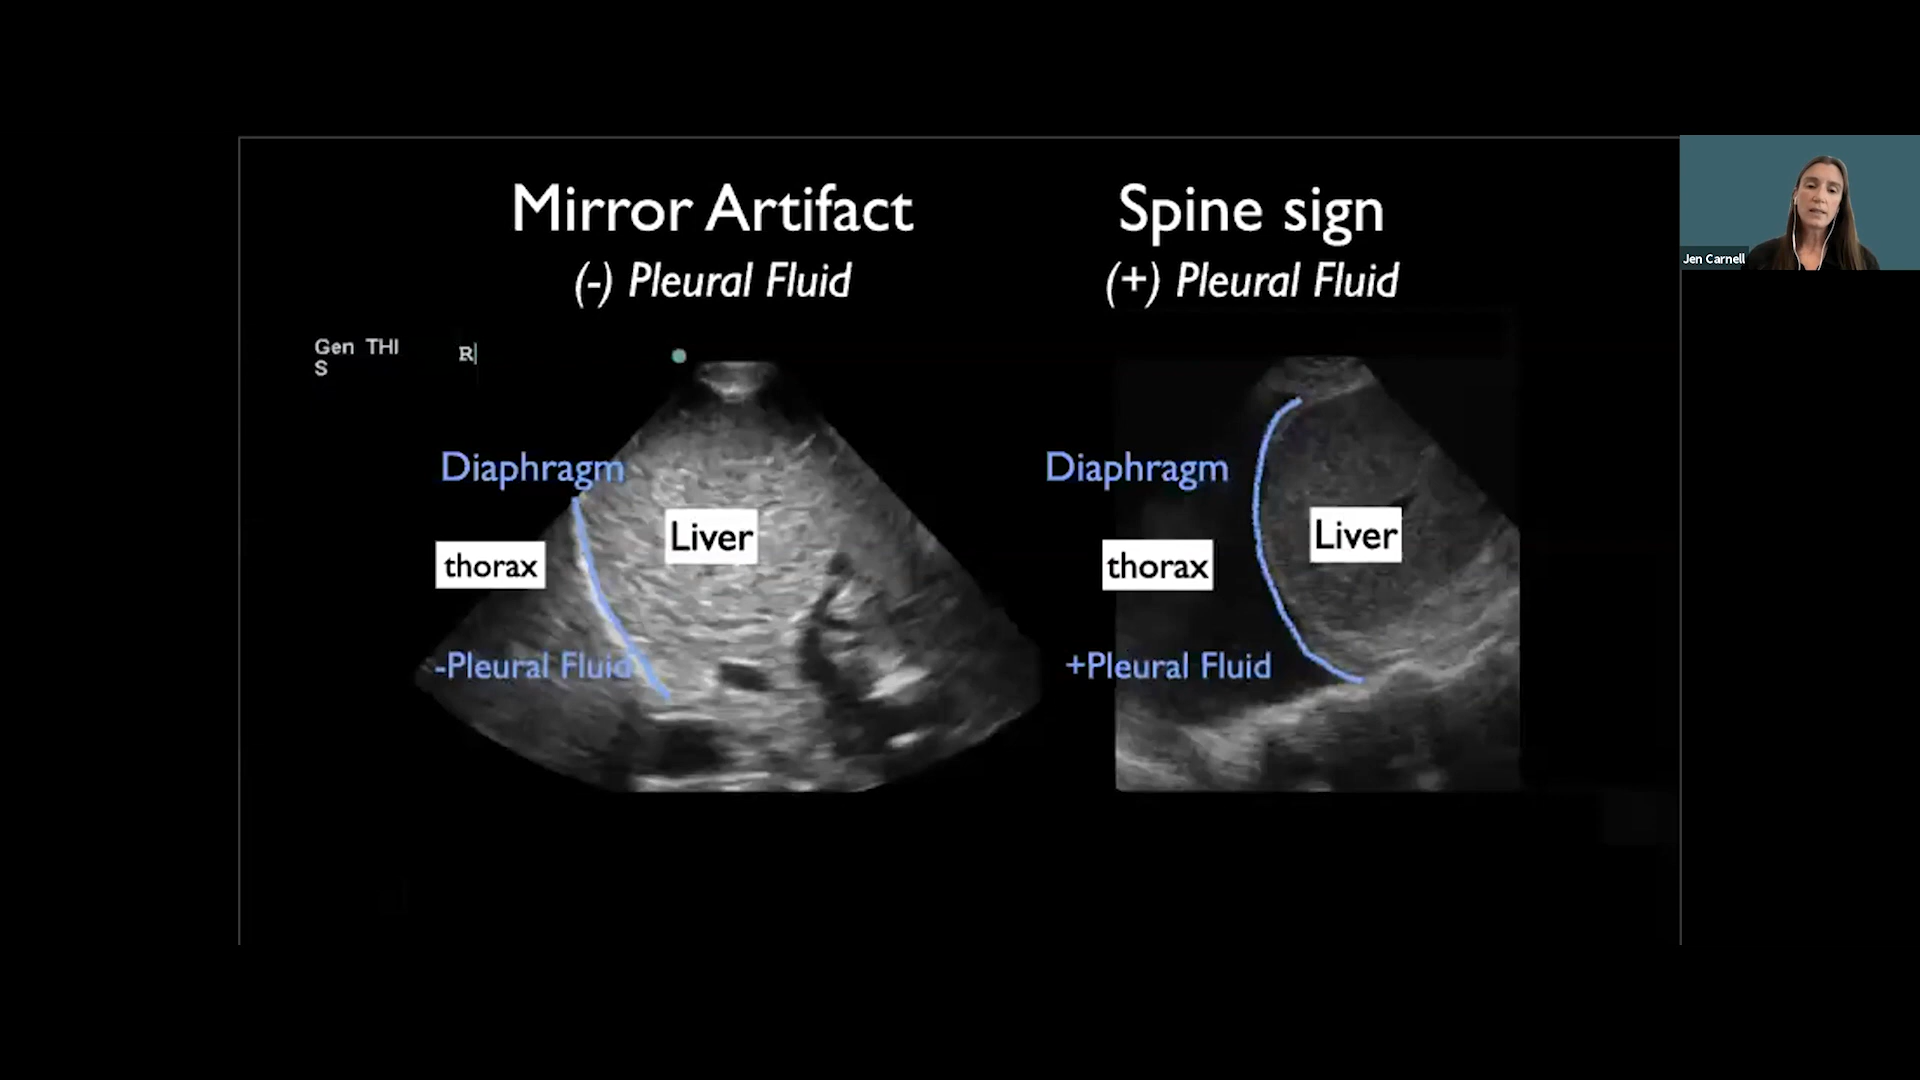 Mirror Artifact
(-) Pleural Fluid
Spine sign
(+) Pleural Fluid
Jen Carnell
Gen THI
S
R
Diaphragm
Liver
thorax
-Pleural Fluid
Diaphragm
Liver
thorax
+Pleural Fluid